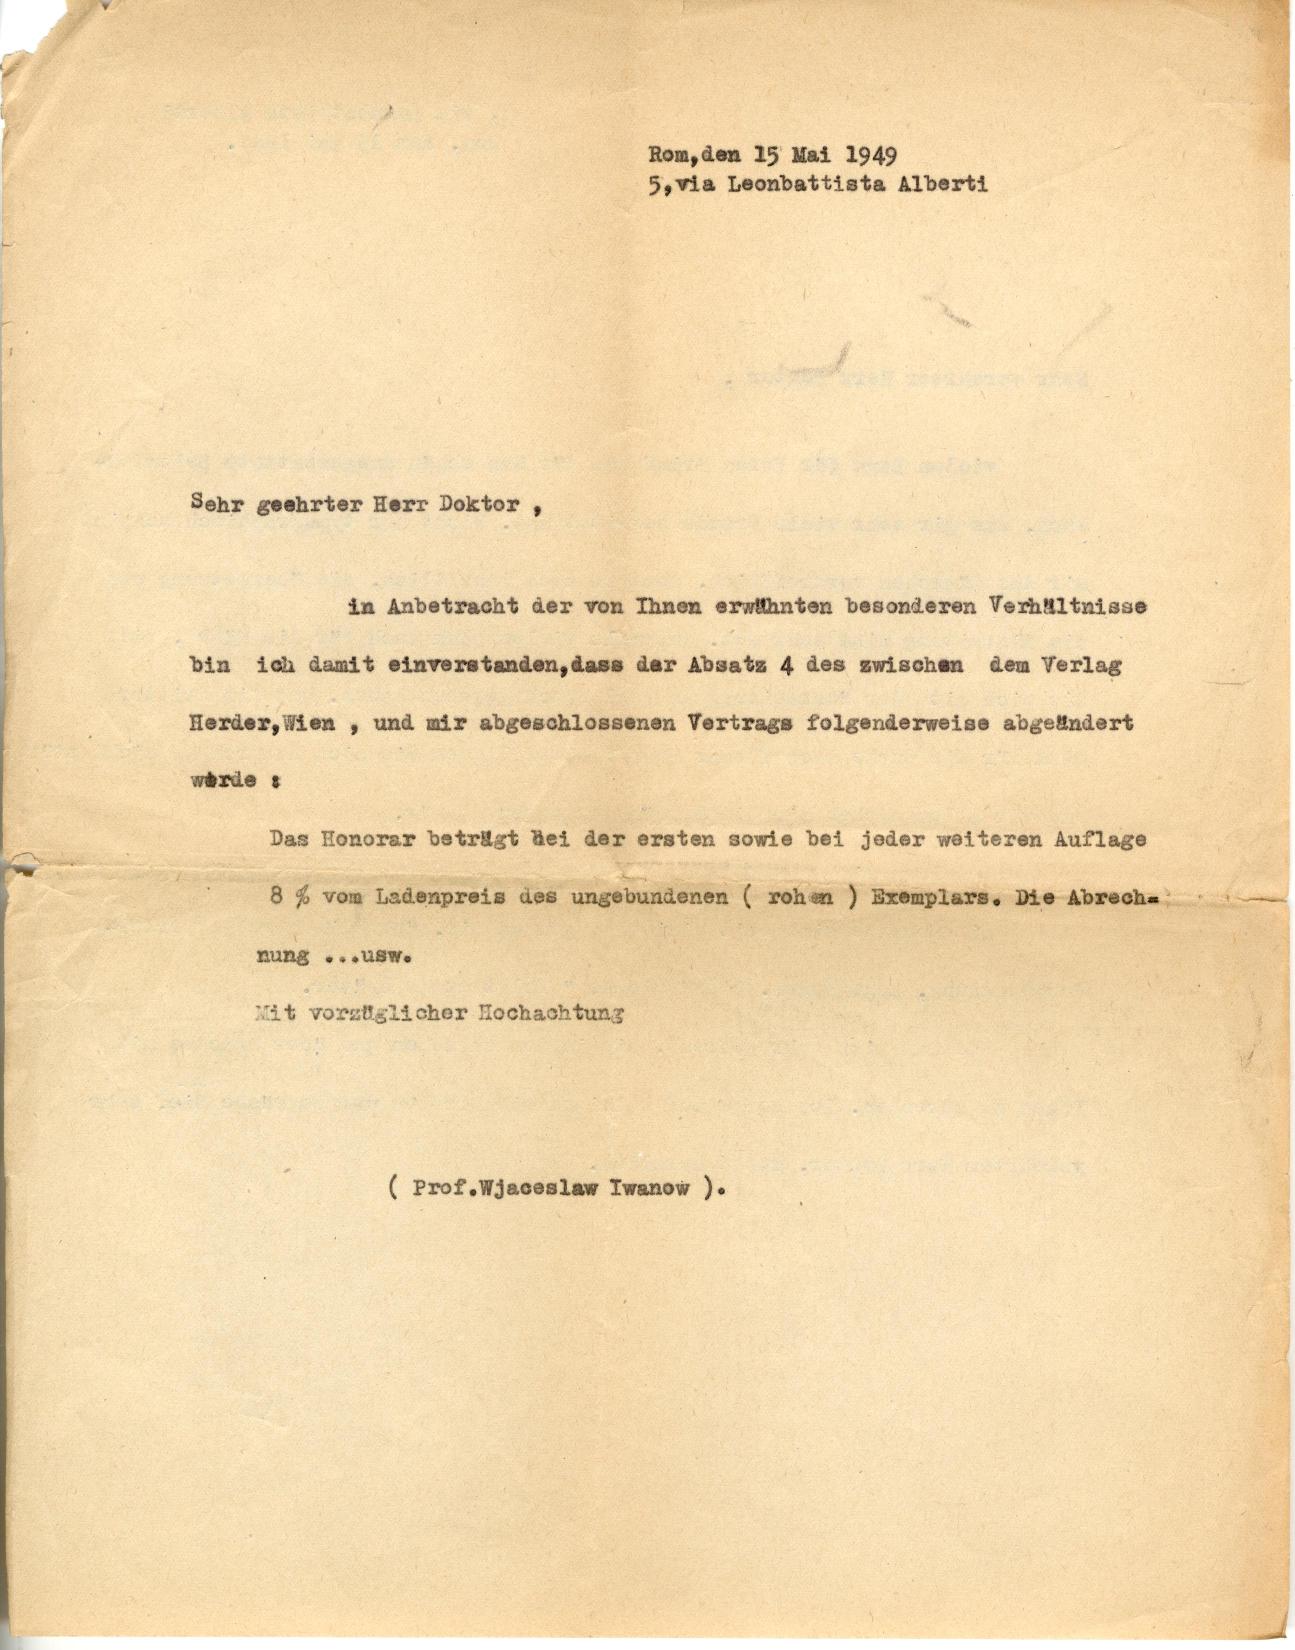 Rom,den 15 Mai 1949
5,via Leonbattista Alberti
Sehr geehrter Herr Doktor ,
in Anbetracht der von Ihnen erwähnten besonderen Verhältnisse
bin ich damit einverstanden,dass der Absatz 4 des zwischen dem Verlag
Herder,Wien , und mir abgeschlossenen Vertrags folgenderweise abgeändert
werde :
Das Honorar beträgt bei der ersten sowie bei jeder weiteren Auflage
8 % vom Ladenpreis des ungebundenen ( rohen ) Exemplars. Die Abrech=
nung ...usw.
Mit vorzüglicher Hochachtung
( Prof.Wjaceslaw Iwanow ).